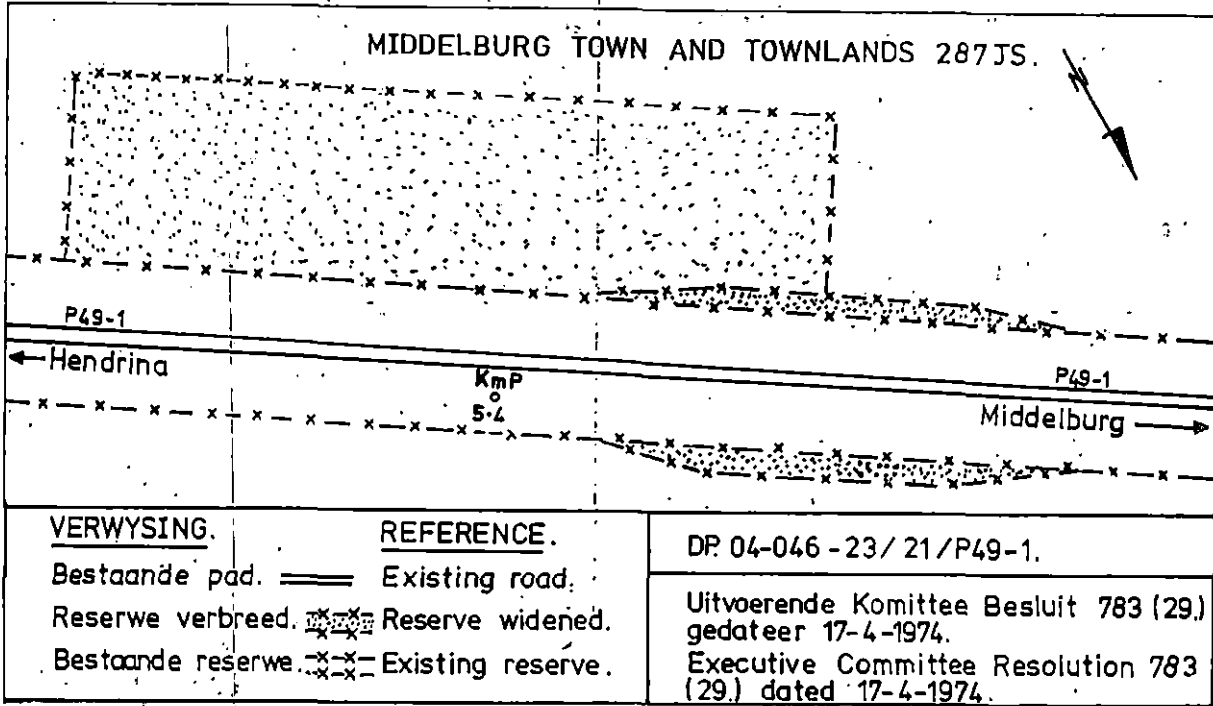 MIDDELBURG TOWN AND TOWNLANDS 287 JS.
N
P49-1
← Hendrina
KmP
5·4
P49-1
Middelburg →
VERWYSING. REFERENCE.
Bestaande pad. Existing road.
Reserwe verbreed. Reserve widened.
Bestaande reserwe. Existing reserve.
DP. 04-046-23/21/P49-1.
Uitvoerende Komittee Besluit 783 (29.)
gedateer 17-4-1974.
Executive Committee Resolution 783
(29.) dated 17-4-1974.